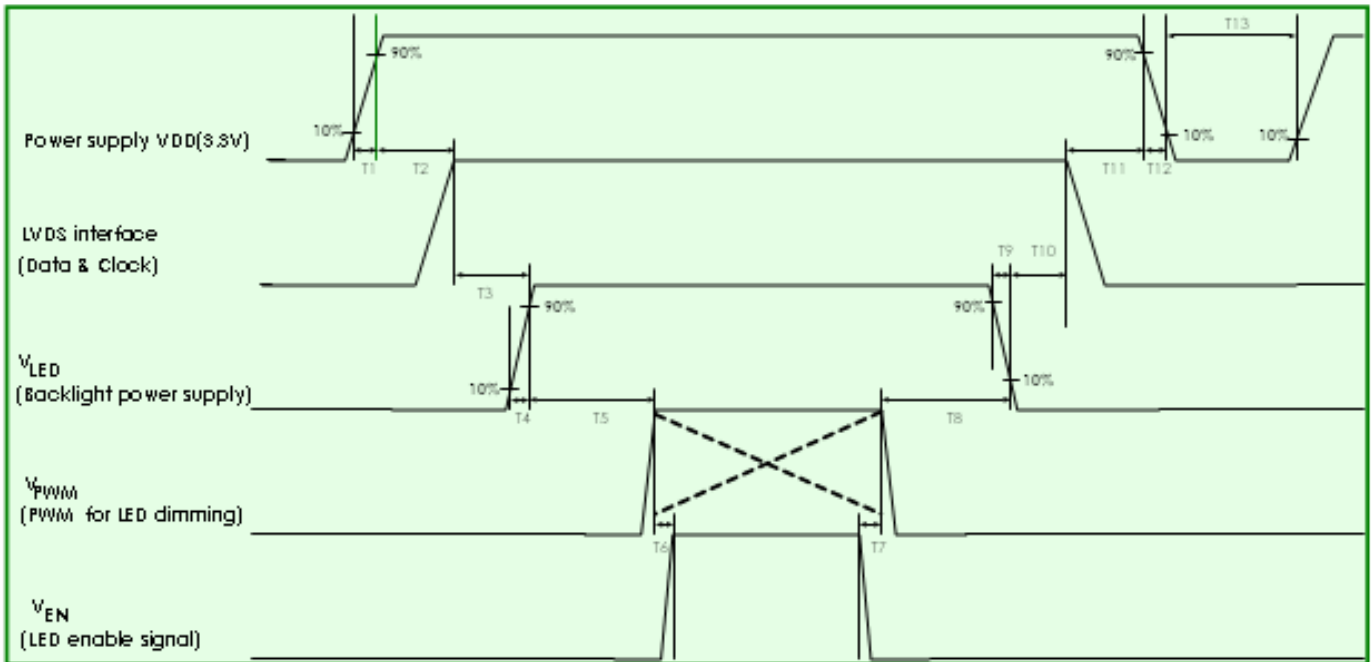 T13
90%
90%
Power supply VDD(3.3V)
10%
10%
10%
T1
T2
T11
T12
LVDS interface
(Data & Clock)
T9
T10
T3
90%
90%
VLED
(Backlight power supply)
10%
10%
T4
T5
T8
VPWM
(PWM for LED dimming)
T6
T7
VEN
(LED enable signal)